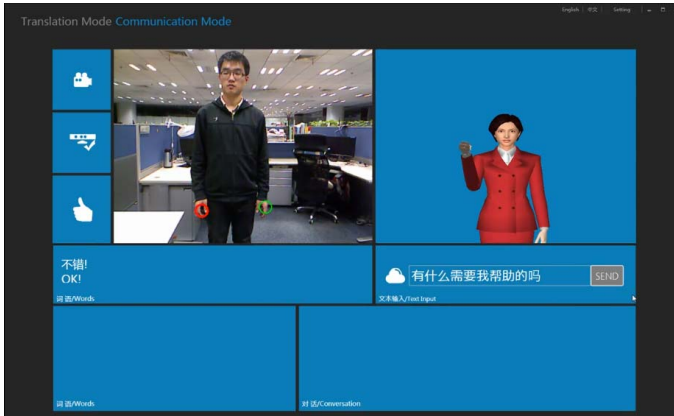 English | 中文 | Setting
Translation Mode Communication Mode
不错!
OK!
词 语/Words
有什么需要我帮助的吗
SEND
文本输入/Text Input
词 语/Words
对 话/Conversation